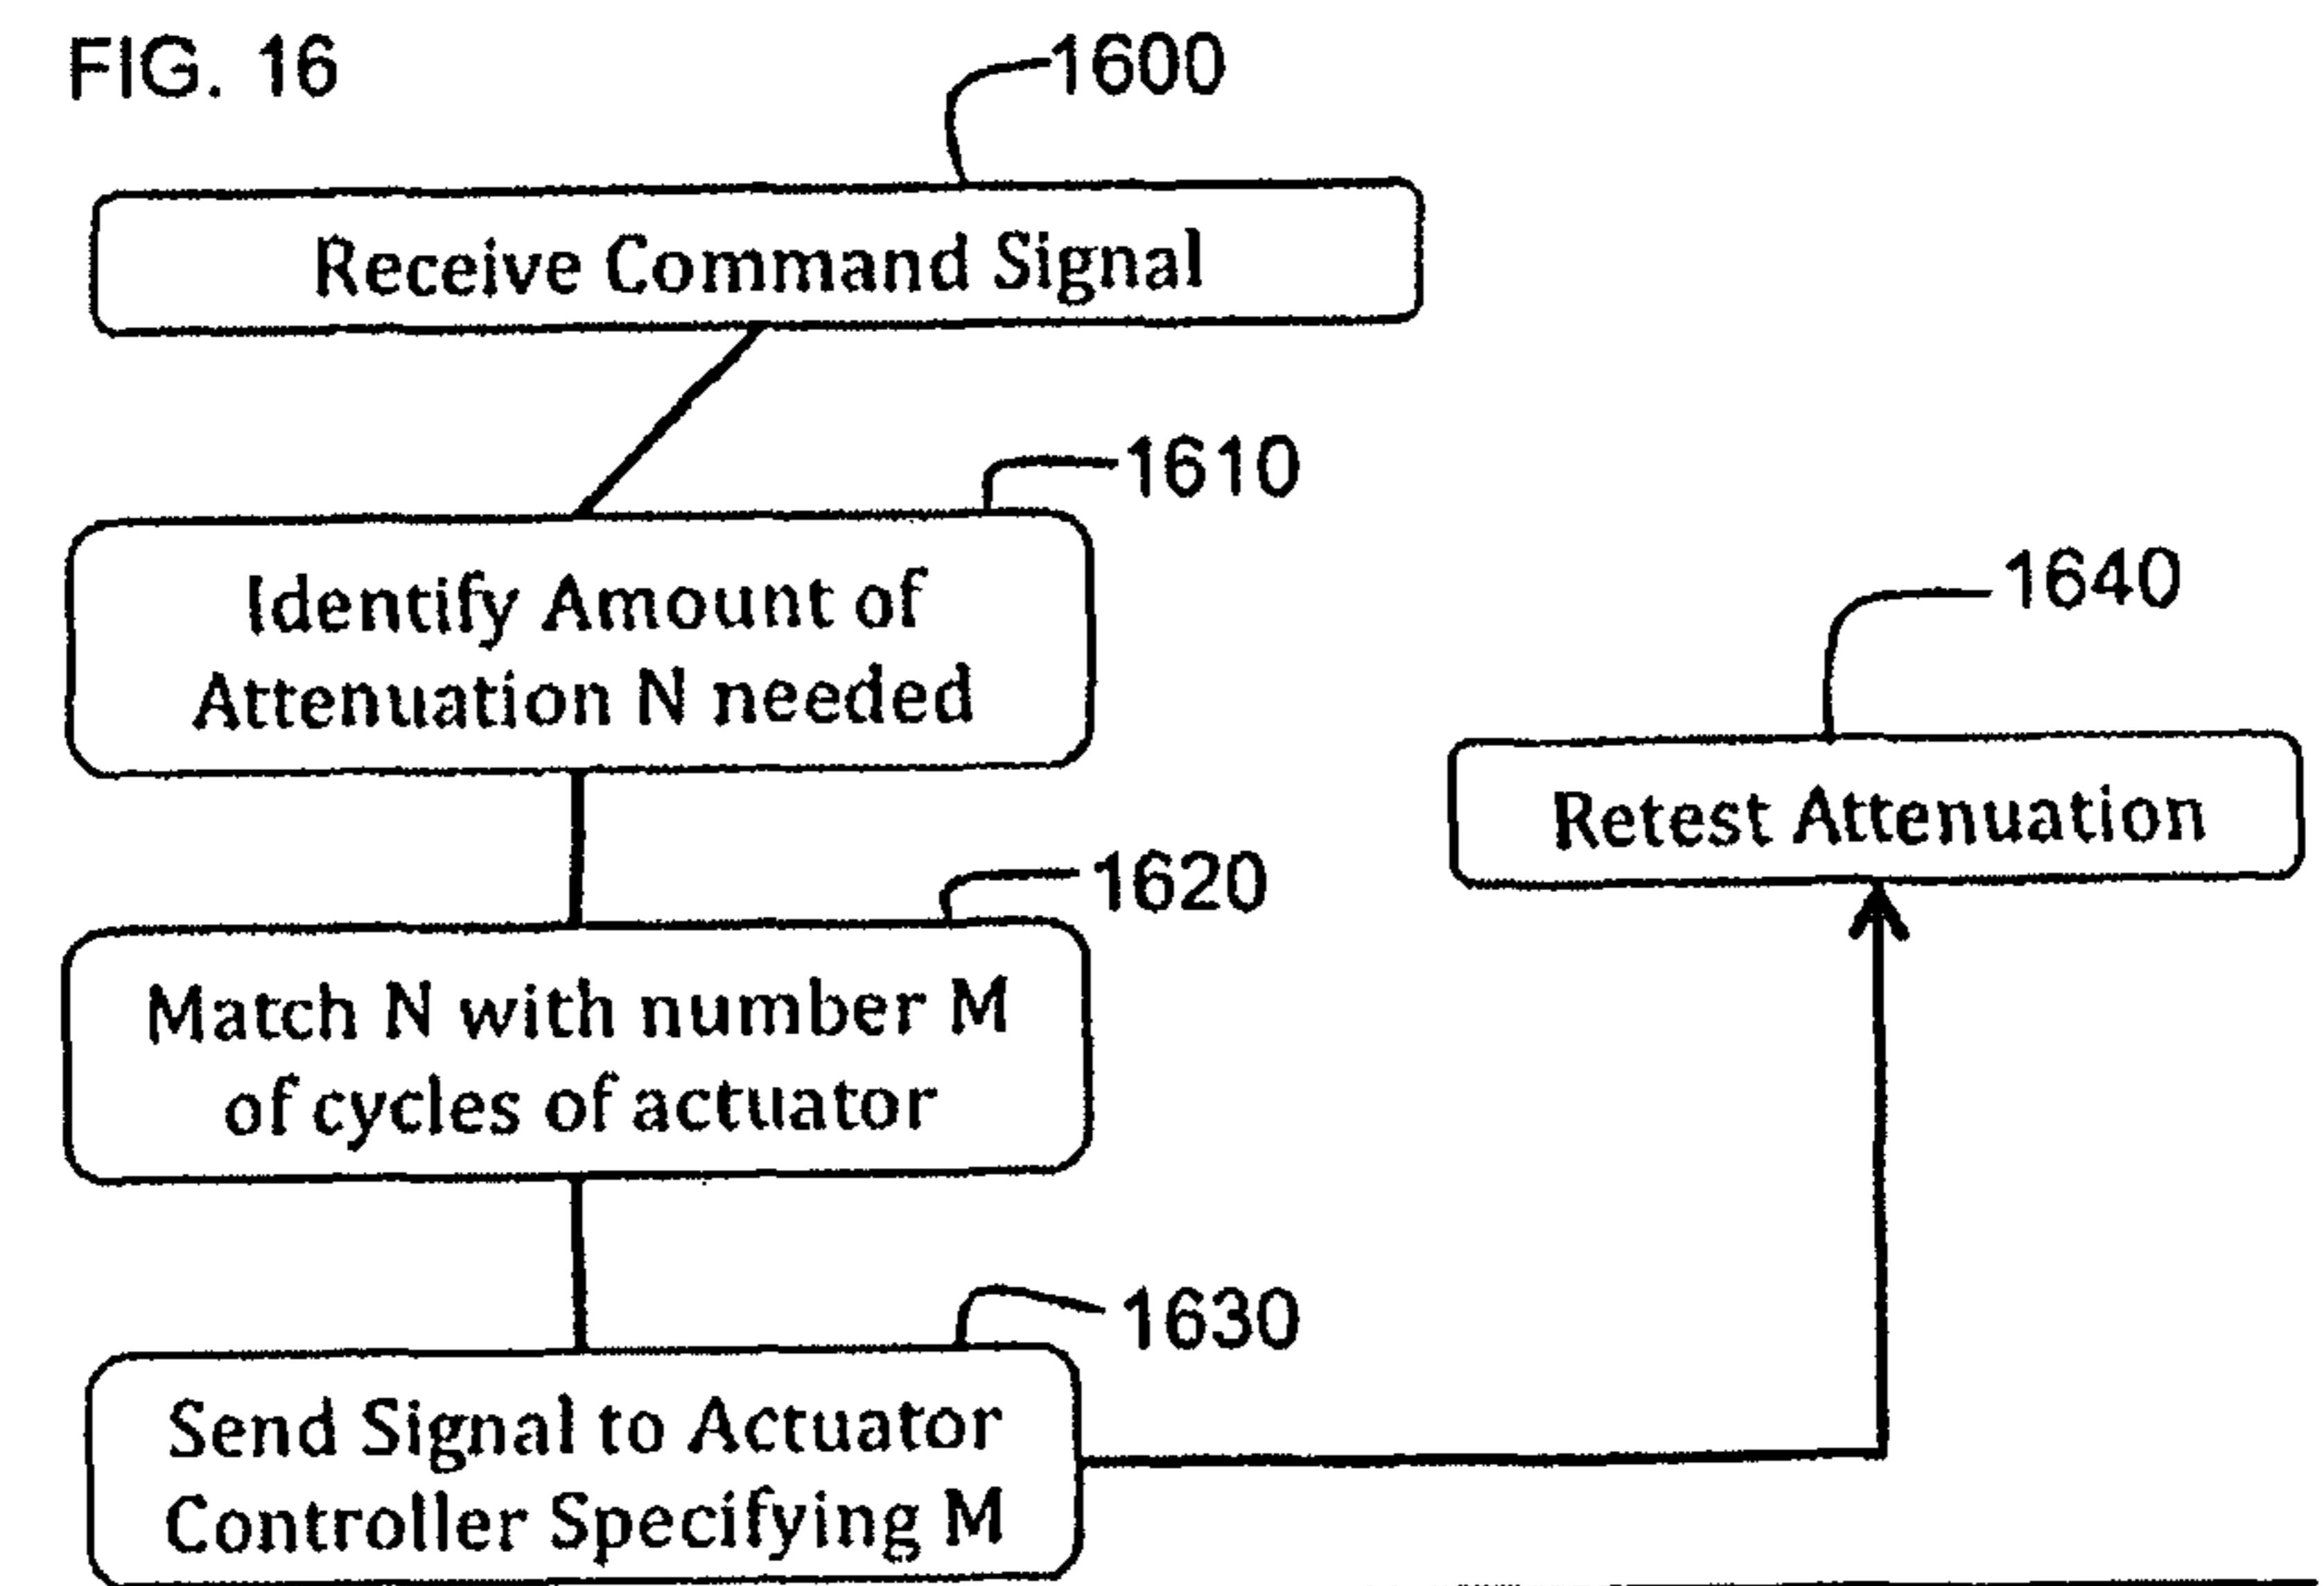 FIG. 16
1600
Receive Command Signal
1610
Identify Amount of
Attenuation N needed
1640
Retest Attenuation
1620
Match N with number M
of cycles of actuator
1630
Send Signal to Actuator
Controller Specifying M